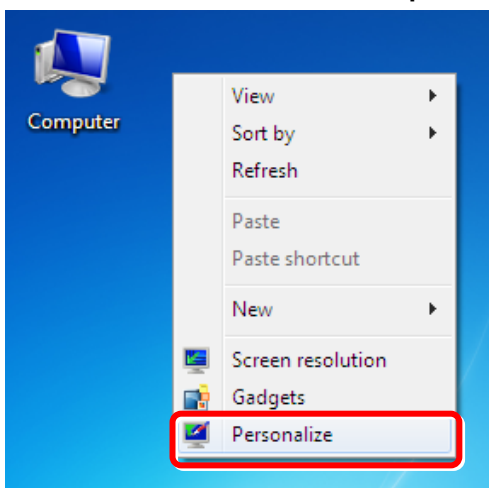 Computer
View
Sort by
Refresh
Paste
Paste shortcut
New
Screen resolution
Gadgets
Personalize